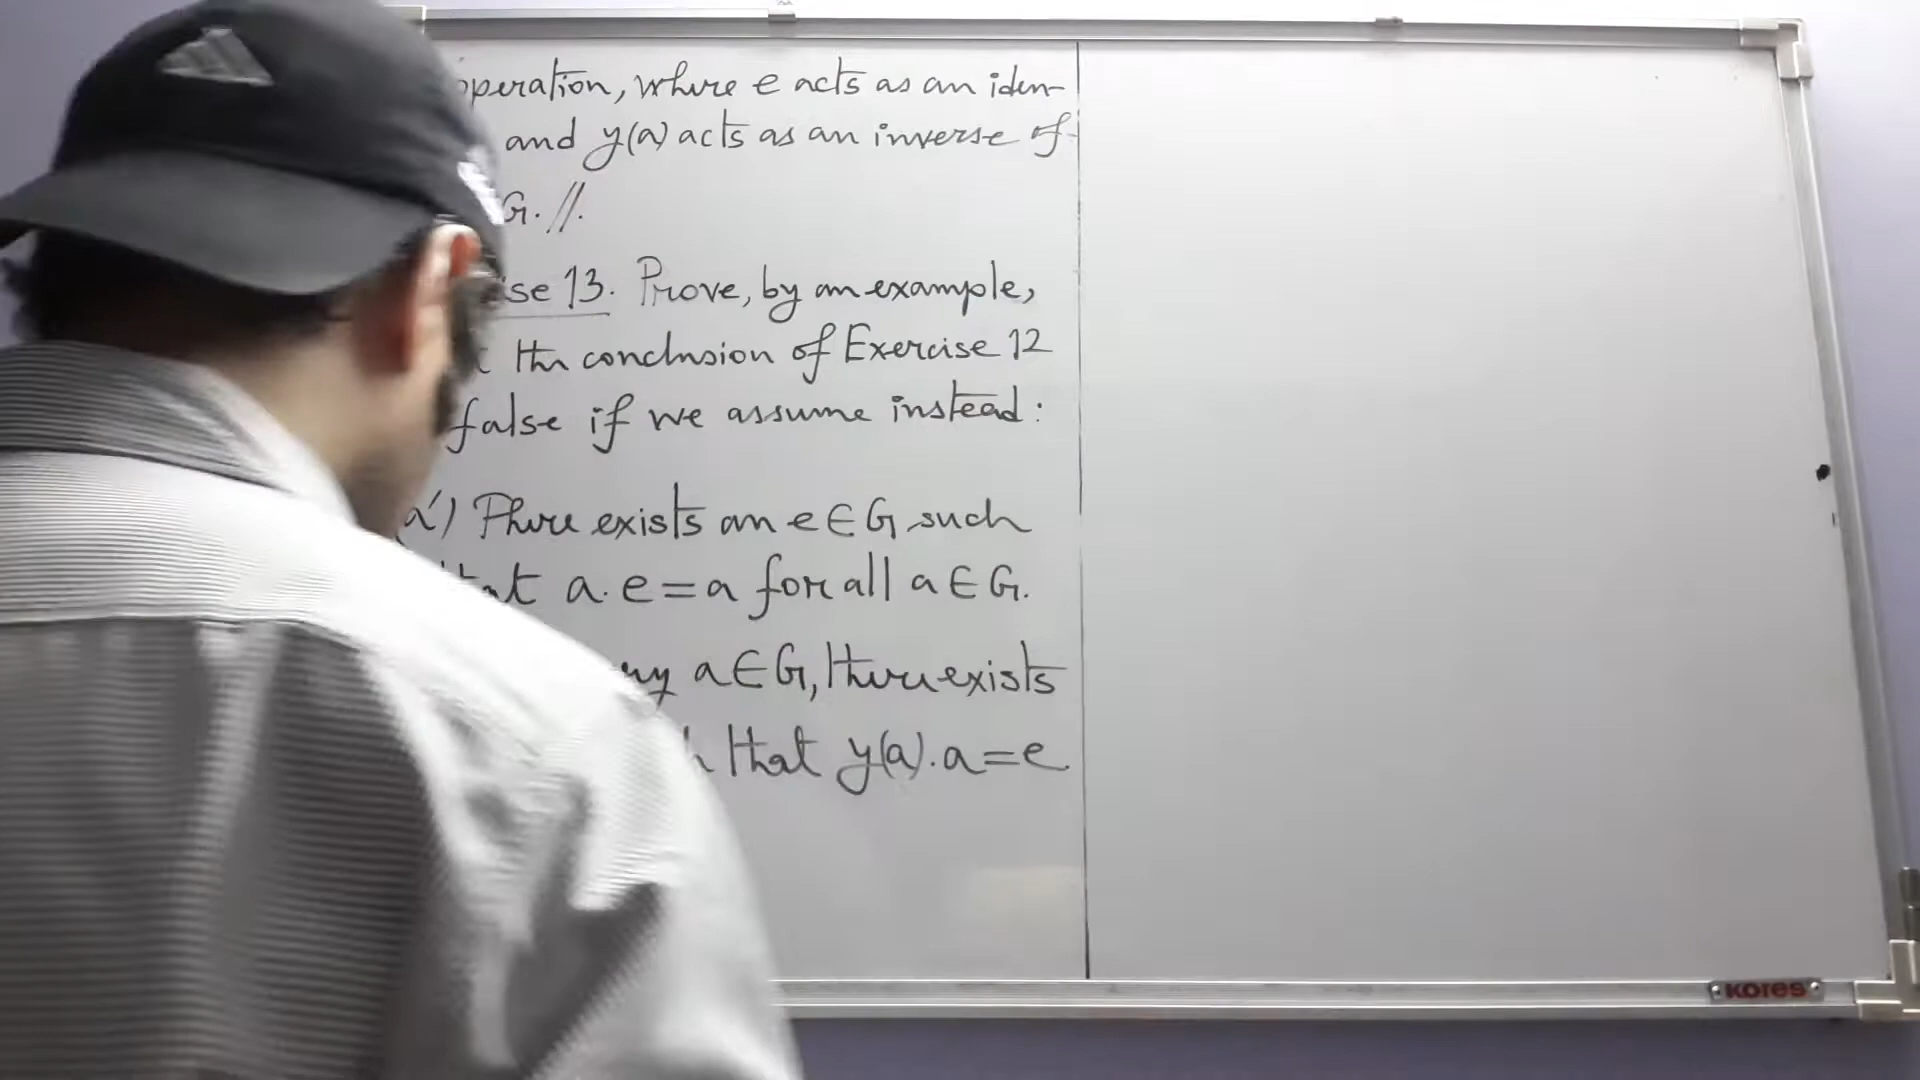 operation, where e acts as an iden-
and y(a) acts as an inverse of
G. //.
ise 13. Prove, by an example,
the conclusion of Exercise 12
false if we assume instead:
a') There exists an e ∈ G such
a·e = a for all a ∈ G.
a ∈ G, there exists
that y(a)·a = e
KORES